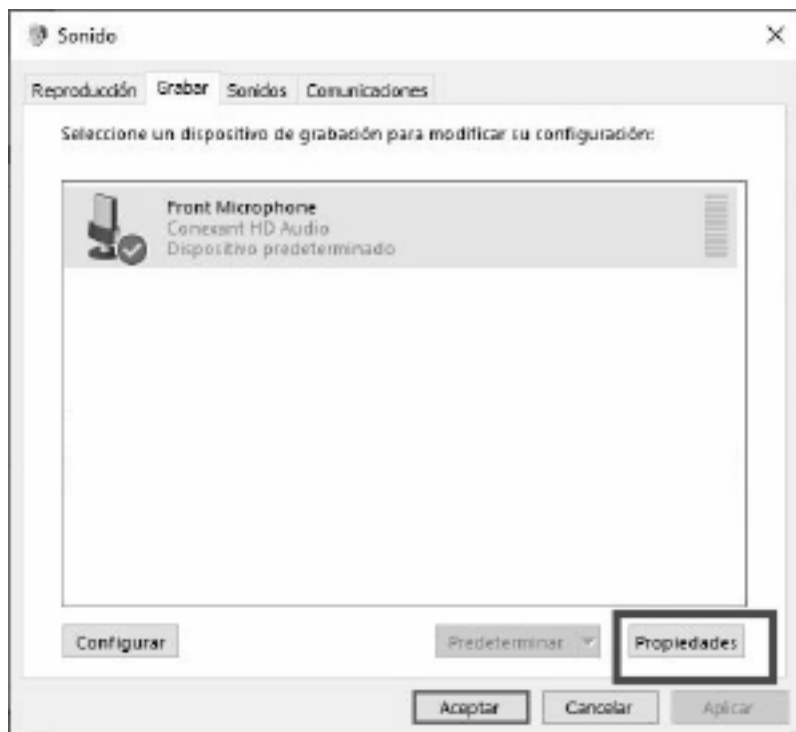 Sonido
Reproducción Grabar Sonidos Comunicaciones
Seleccione un dispositivo de grabación para modificar su configuración:
Front Microphone
Conexant HD Audio
Dispositivo predeterminado
Configurar Predeterminar Propiedades
Aceptar Cancelar Aplicar